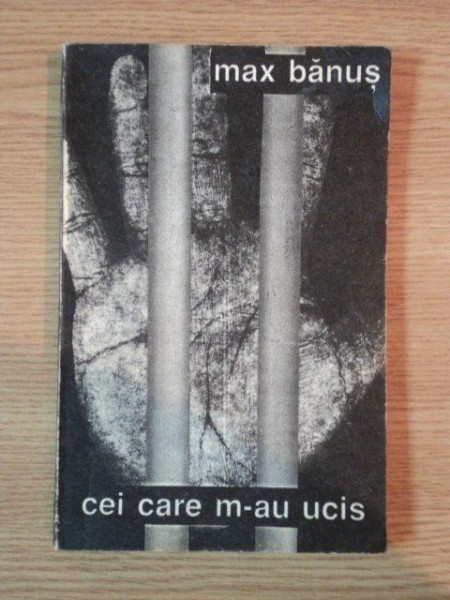 max bănuș
cei care m-au ucis